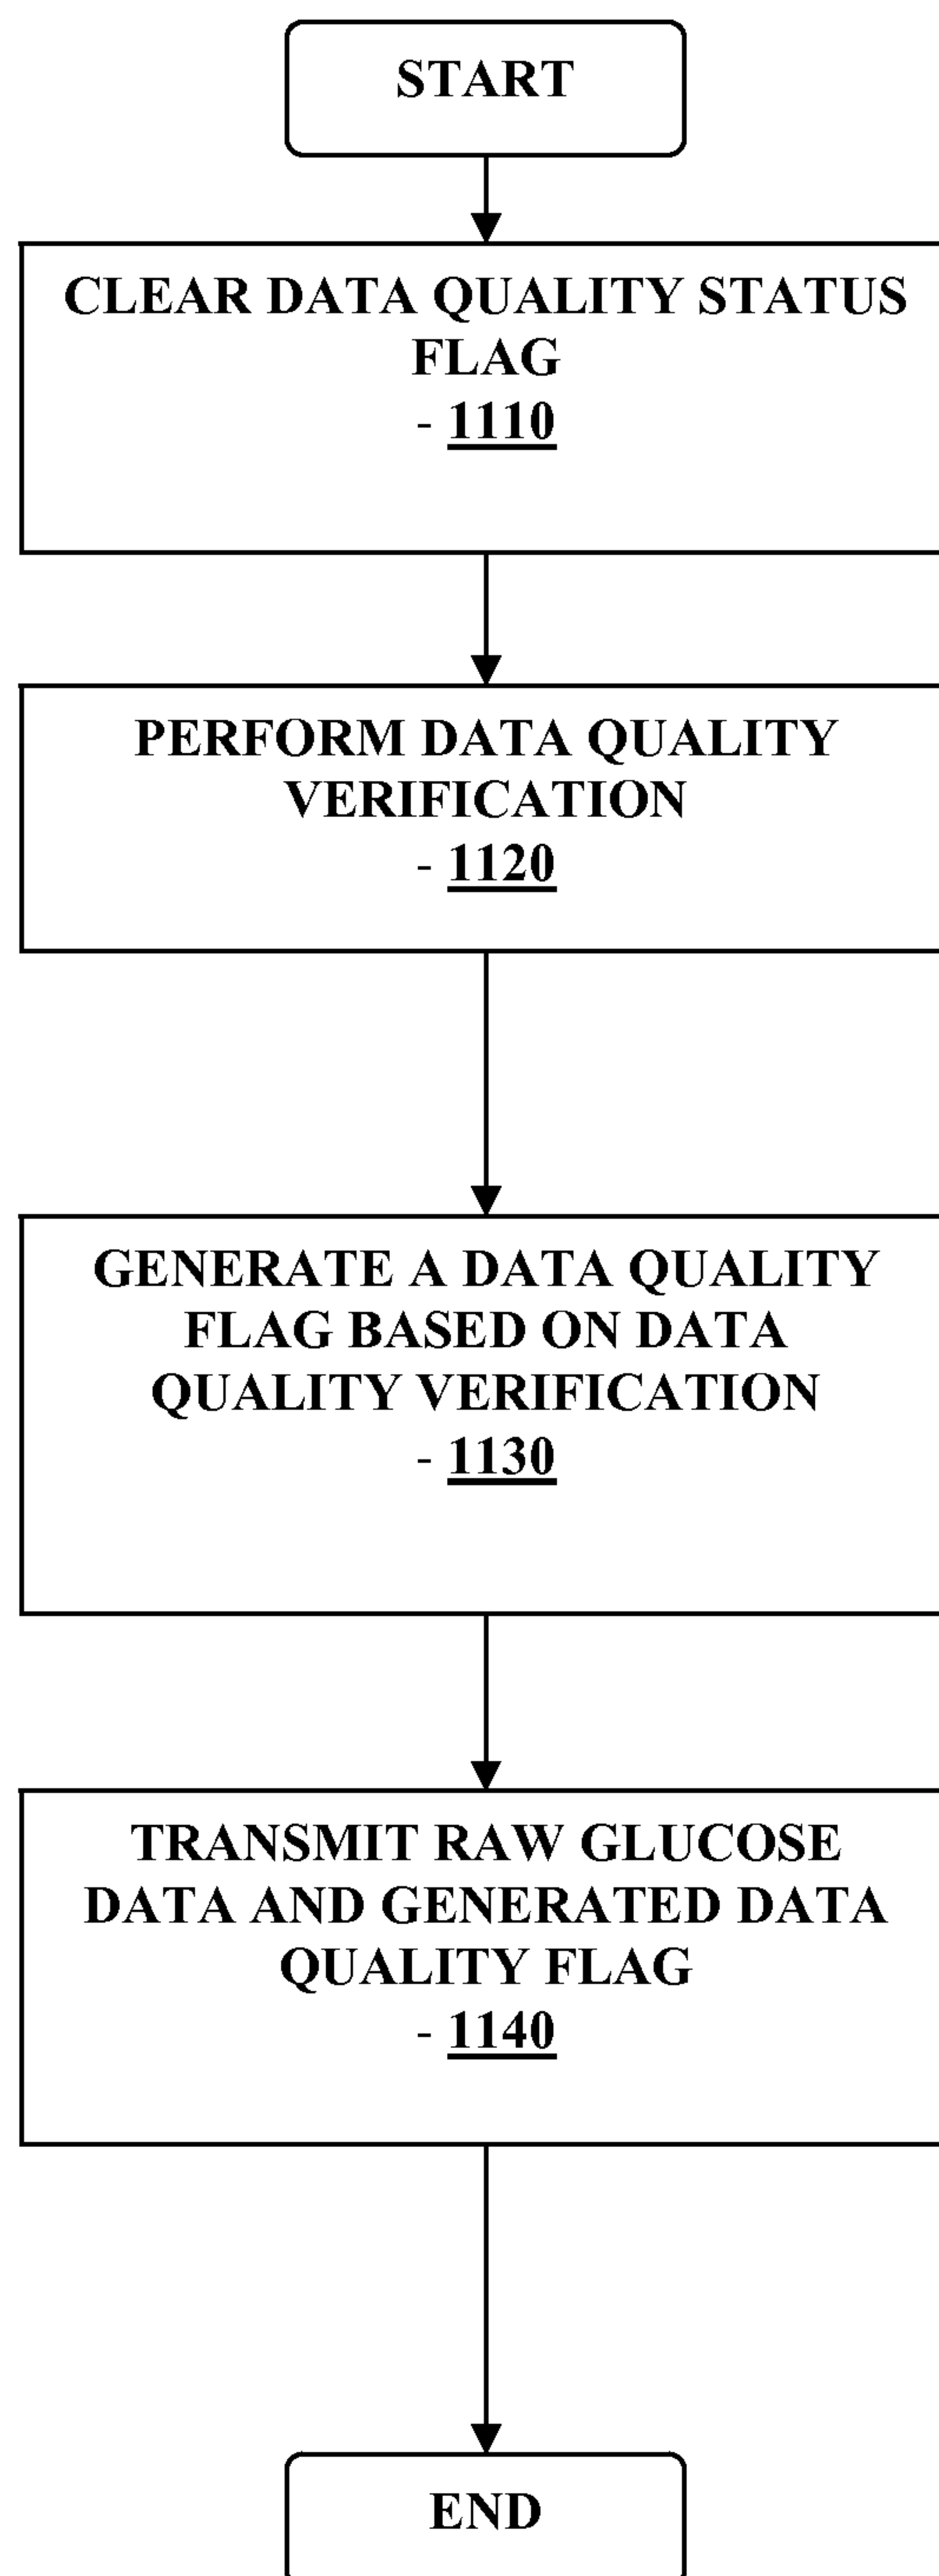 START
CLEAR DATA QUALITY STATUS
FLAG
- 1110
PERFORM DATA QUALITY
VERIFICATION
- 1120
GENERATE A DATA QUALITY
FLAG BASED ON DATA
QUALITY VERIFICATION
- 1130
TRANSMIT RAW GLUCOSE
DATA AND GENERATED DATA
QUALITY FLAG
- 1140
END